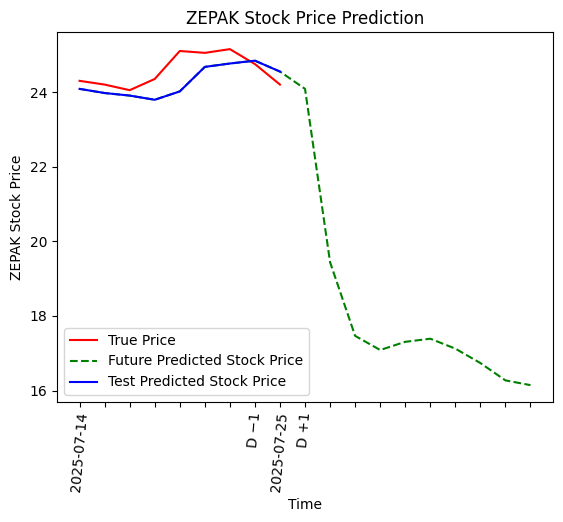 ZEPAK Stock Price Prediction
ZEPAK Stock Price
24
22
20
18
16
True Price
Future Predicted Stock Price
Test Predicted Stock Price
2025-07-14
D −1
2025-07-25
D +1
Time